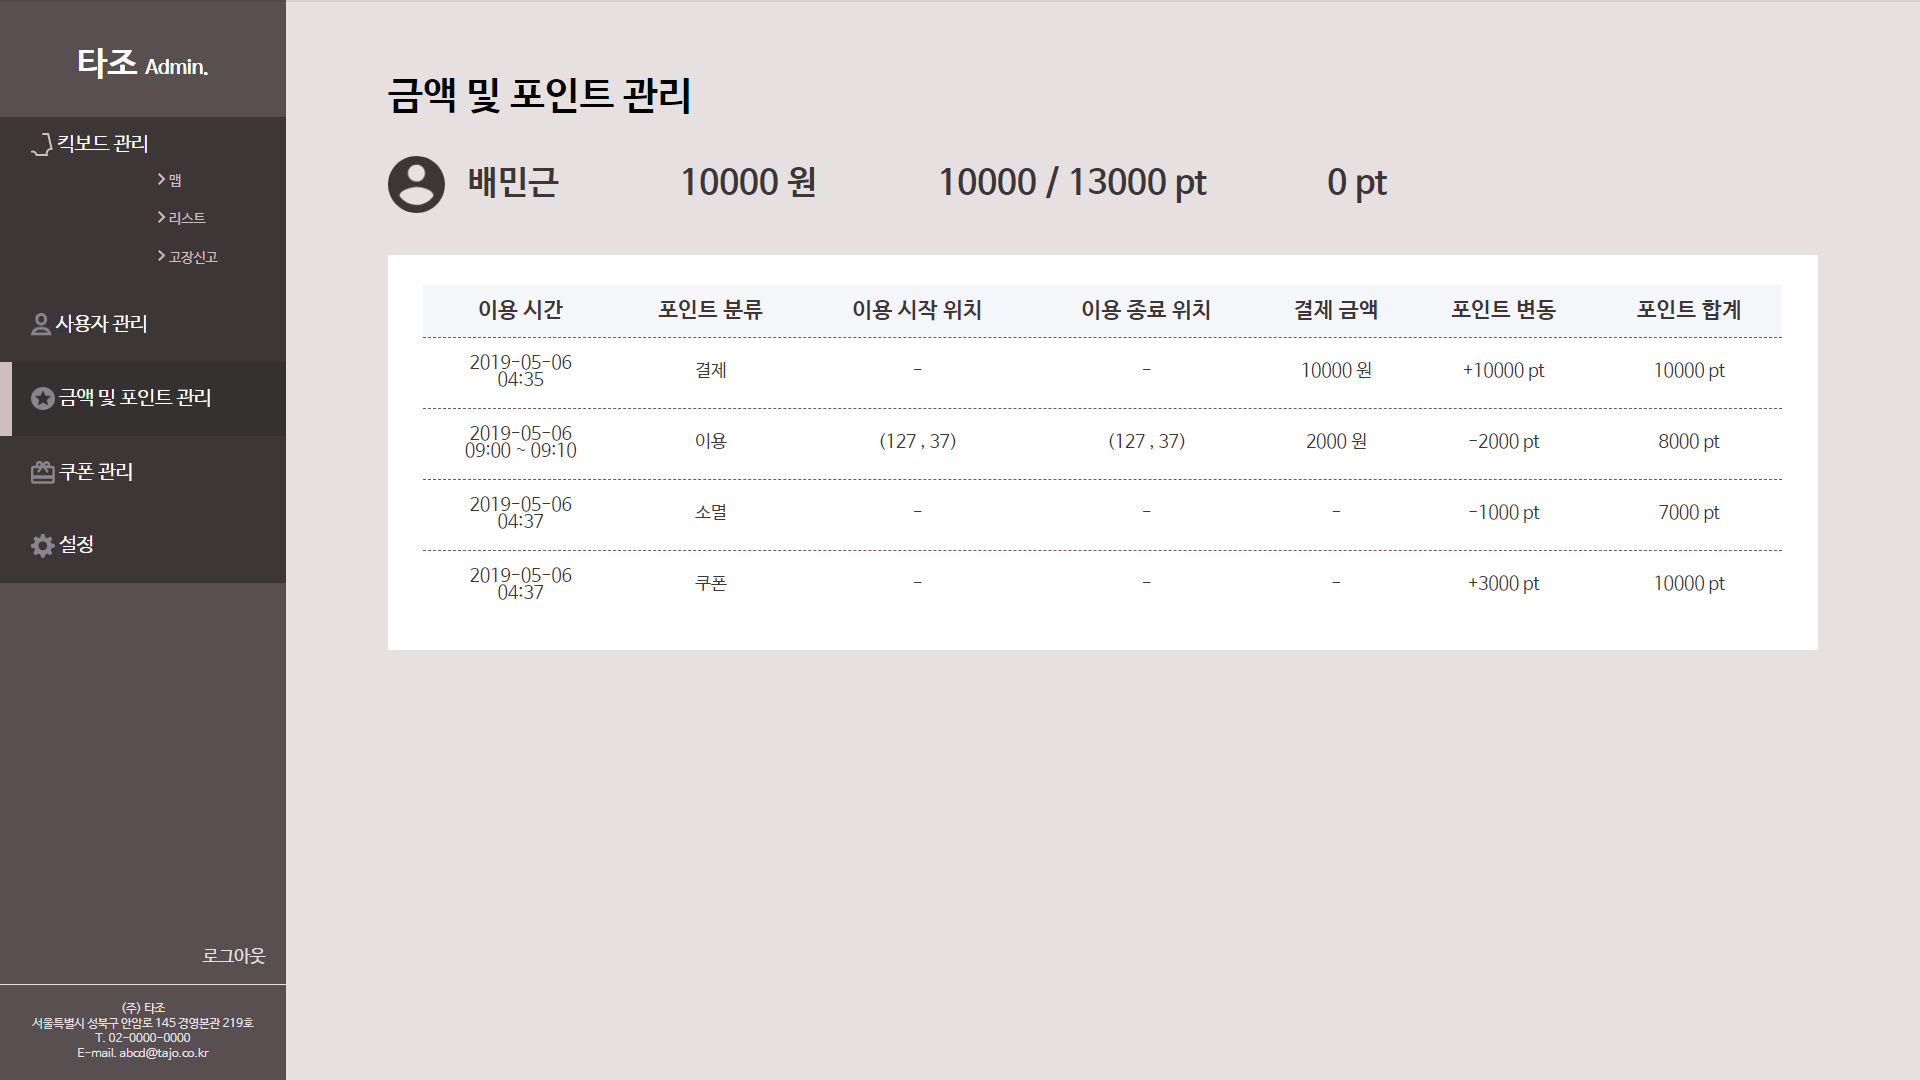 타조 Admin.
킥보드 관리
맵
리스트
고장신고
사용자 관리
금액 및 포인트 관리
쿠폰 관리
설정
로그아웃
(주) 타조
서울특별시 성북구 안암로 145 경영본관 219호
T. 02-0000-0000
E-mail. abcd@tajo.co.kr
금액 및 포인트 관리
배민근 10000 원 10000 / 13000 pt 0 pt
이용 시간 포인트 분류 이용 시작 위치 이용 종료 위치 결제 금액 포인트 변동 포인트 합계
2019-05-06
04:35 결제 - - 10000 원 +10000 pt 10000 pt
2019-05-06
09:00 ~ 09:10 이용 (127 , 37) (127 , 37) 2000 원 -2000 pt 8000 pt
2019-05-06
04:37 소멸 - - - -1000 pt 7000 pt
2019-05-06
04:37 쿠폰 - - - +3000 pt 10000 pt